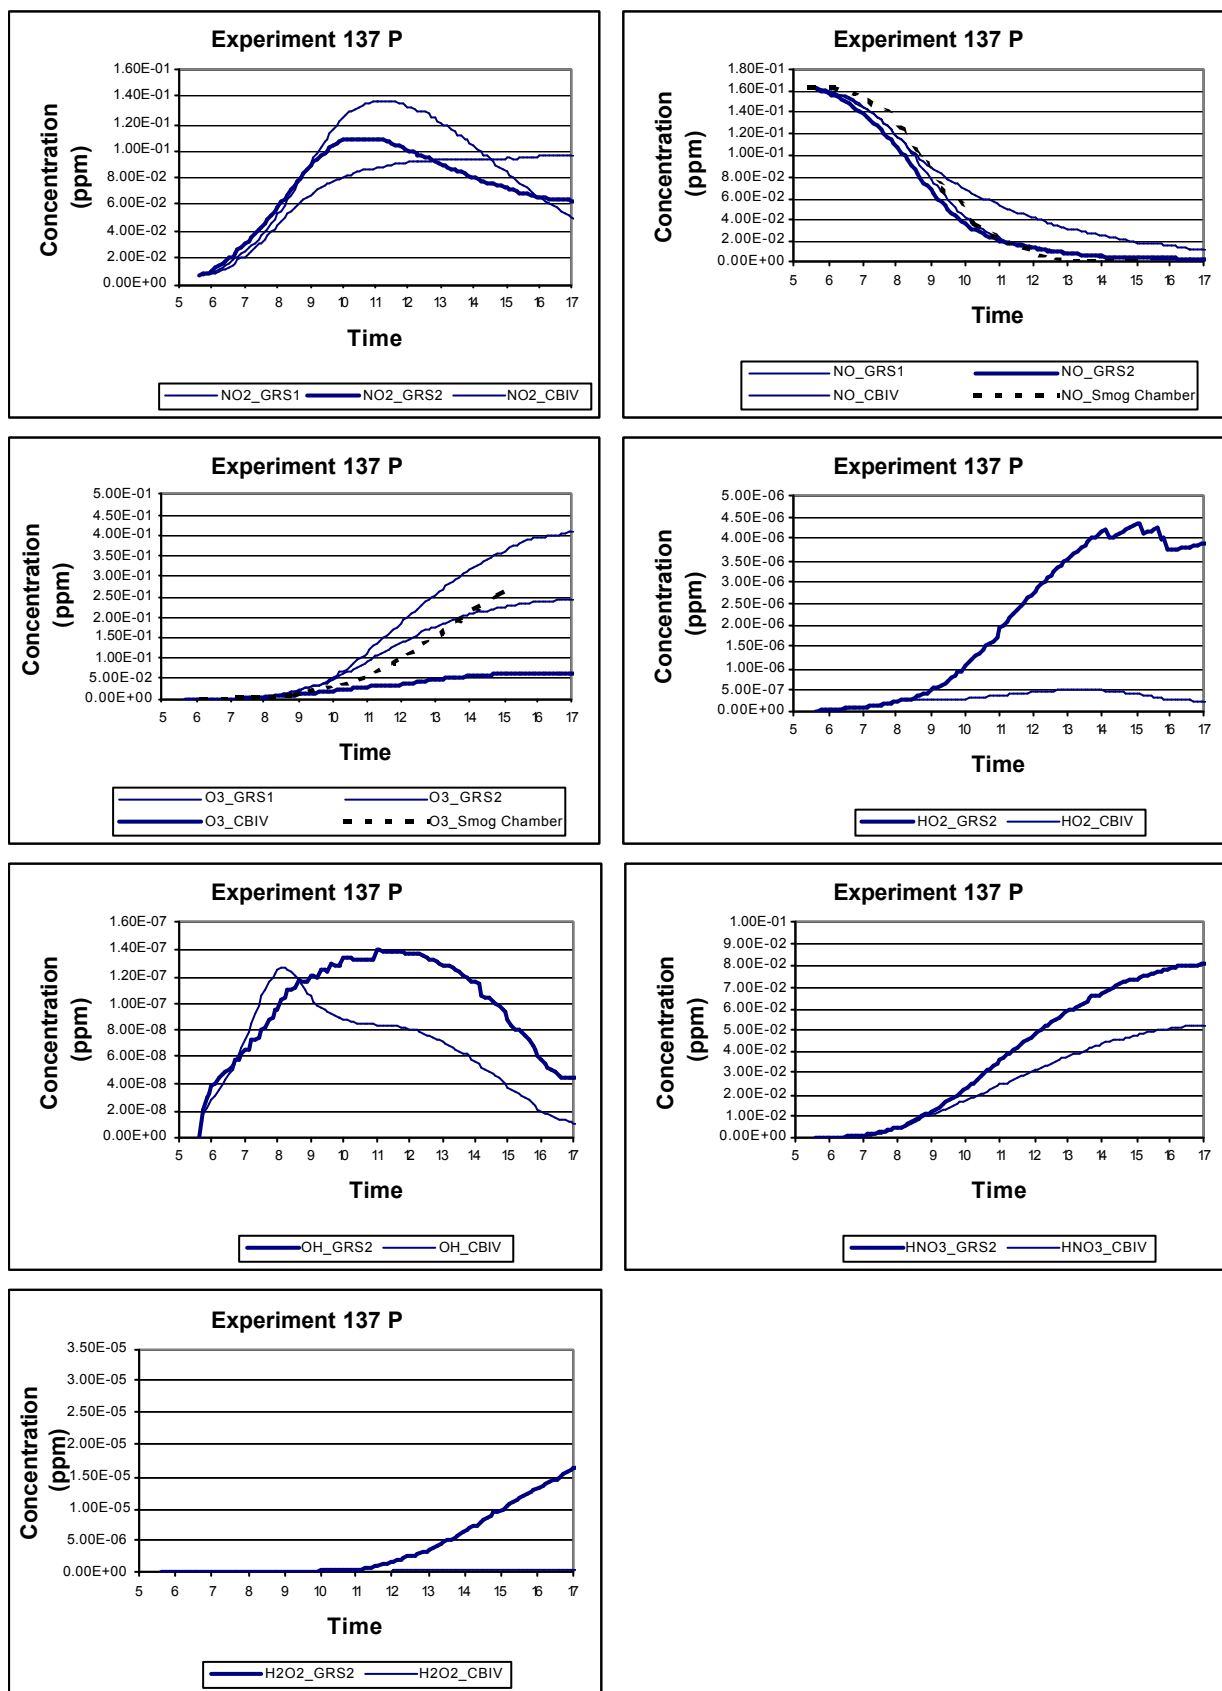 Experiment 137 P
Concentration
(ppm)
1.60E-01
1.40E-01
1.20E-01
1.00E-01
8.00E-02
6.00E-02
4.00E-02
2.00E-02
0.00E+00
5 6 7 8 9 10 11 12 13 14 15 16 17
Time
NO2_GRS1 NO2_GRS2 NO2_CBIV
Experiment 137 P
Concentration
(ppm)
1.80E-01
1.60E-01
1.40E-01
1.20E-01
1.00E-01
8.00E-02
6.00E-02
4.00E-02
2.00E-02
0.00E+00
5 6 7 8 9 10 11 12 13 14 15 16 17
Time
NO_GRS1 NO_GRS2
NO_CBIV NO_Smog Chamber
Experiment 137 P
Concentration
(ppm)
5.00E-01
4.50E-01
4.00E-01
3.50E-01
3.00E-01
2.50E-01
2.00E-01
1.50E-01
1.00E-01
5.00E-02
0.00E+00
5 6 7 8 9 10 11 12 13 14 15 16 17
Time
O3_GRS1 O3_GRS2
O3_CBIV O3_Smog Chamber
Experiment 137 P
Concentration
(ppm)
5.00E-06
4.50E-06
4.00E-06
3.50E-06
3.00E-06
2.50E-06
2.00E-06
1.50E-06
1.00E-06
5.00E-07
0.00E+00
5 6 7 8 9 10 11 12 13 14 15 16 17
Time
HO2_GRS2 HO2_CBIV
Experiment 137 P
Concentration
(ppm)
1.60E-07
1.40E-07
1.20E-07
1.00E-07
8.00E-08
6.00E-08
4.00E-08
2.00E-08
0.00E+00
5 6 7 8 9 10 11 12 13 14 15 16 17
Time
OH_GRS2 OH_CBIV
Experiment 137 P
Concentration
(ppm)
1.00E-01
9.00E-02
8.00E-02
7.00E-02
6.00E-02
5.00E-02
4.00E-02
3.00E-02
2.00E-02
1.00E-02
0.00E+00
5 6 7 8 9 10 11 12 13 14 15 16 17
Time
HNO3_GRS2 HNO3_CBIV
Experiment 137 P
Concentration
(ppm)
3.50E-05
3.00E-05
2.50E-05
2.00E-05
1.50E-05
1.00E-05
5.00E-06
0.00E+00
5 6 7 8 9 10 11 12 13 14 15 16 17
Time
H2O2_GRS2 H2O2_CBIV